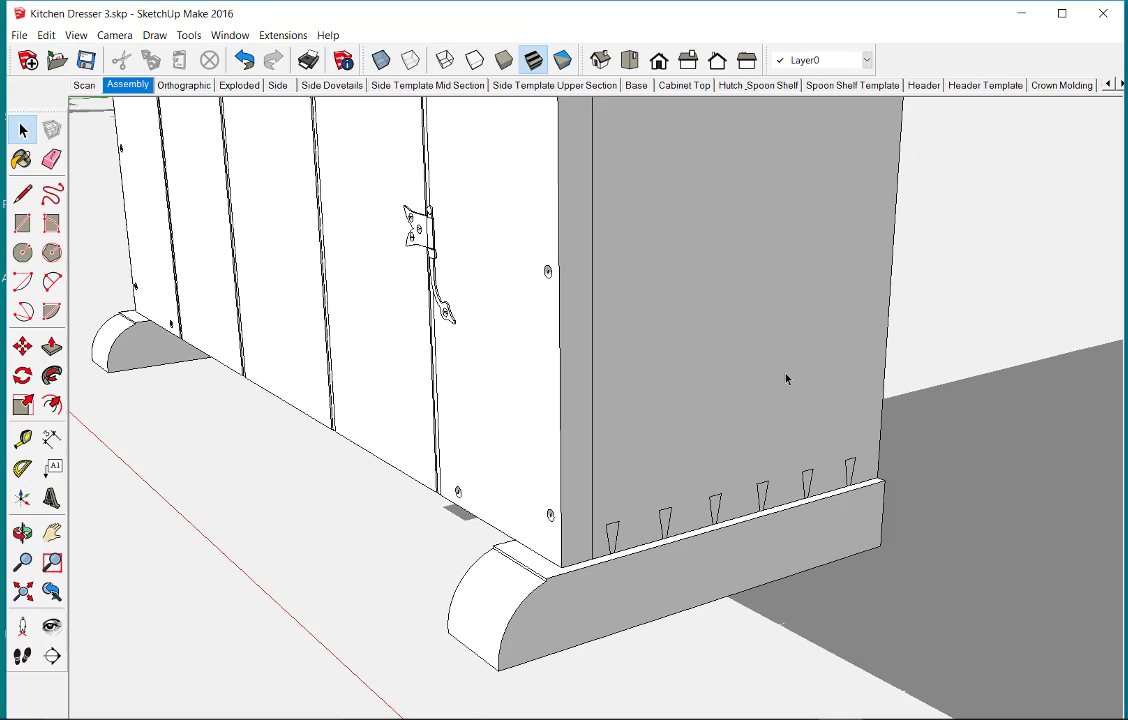 Kitchen Dresser 3.skp - SketchUp Make 2016
File Edit View Camera Draw Tools Window Extensions Help
Layer0
Scan Assembly Orthographic Exploded Side Side Dovetails Side Template Mid Section Side Template Upper Section Base Cabinet Top Hutch ,Spoon Shelf Spoon Shelf Template Header Header Template Crown Molding
A1